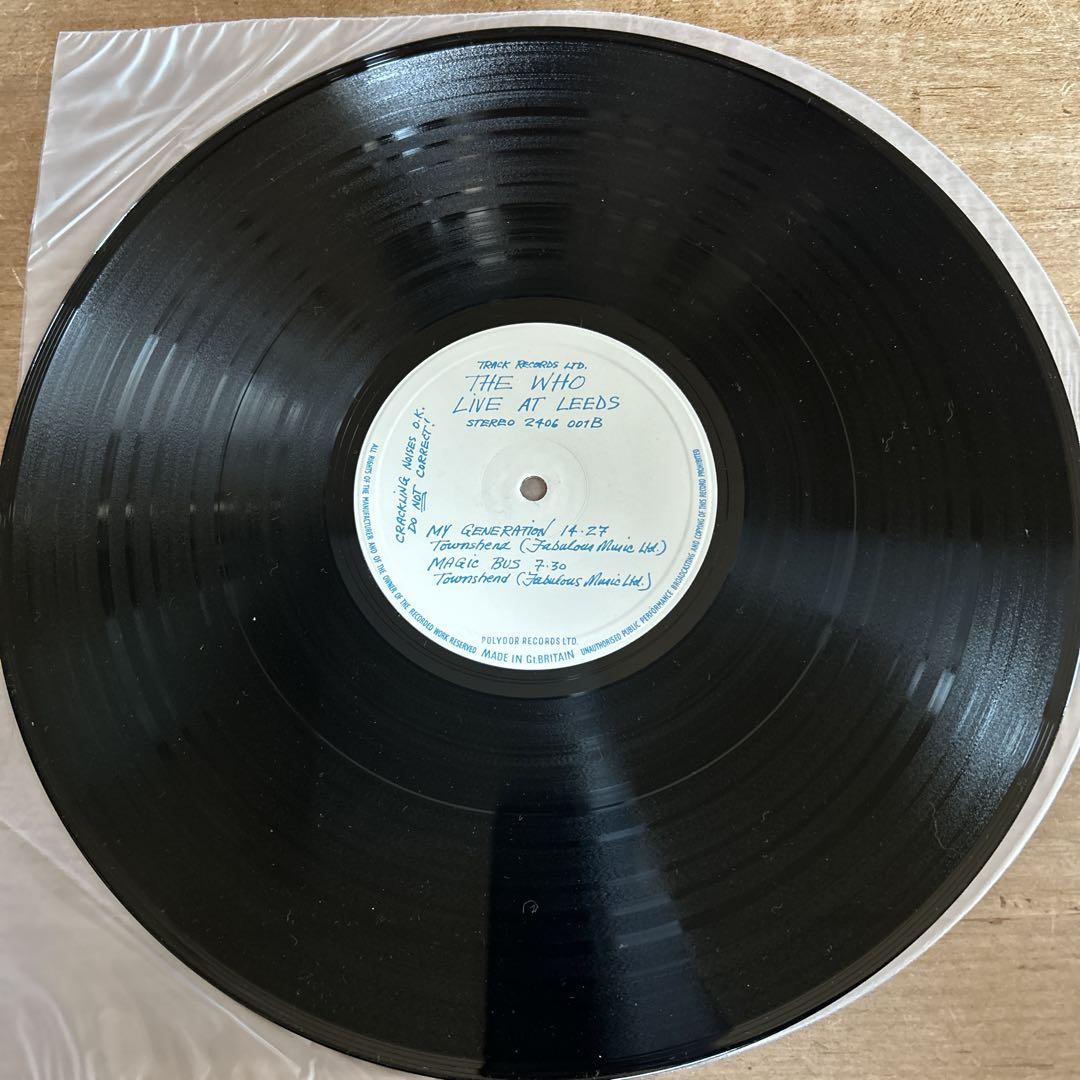 TRACK RECORDS LTD.
THE WHO
LIVE AT LEEDS
STEREO 2406 001B
CRACKLING NOISES O.K.
DO NOT CORRECT!
MY GENERATION 14.27
Townshend (Fabulous Music Ltd.)
MAGIC BUS 7.30
Townshend (Fabulous Music Ltd.)
POLYDOR RECORDS LTD.
MADE IN Gt.BRITAIN
ALL RIGHTS OF THE MANUFACTURER AND OF THE OWNER OF THE RECORDED WORK RESERVED
UNAUTHORISED PUBLIC PERFORMANCE BROADCASTING AND COPYING OF THIS RECORD PROHIBITED